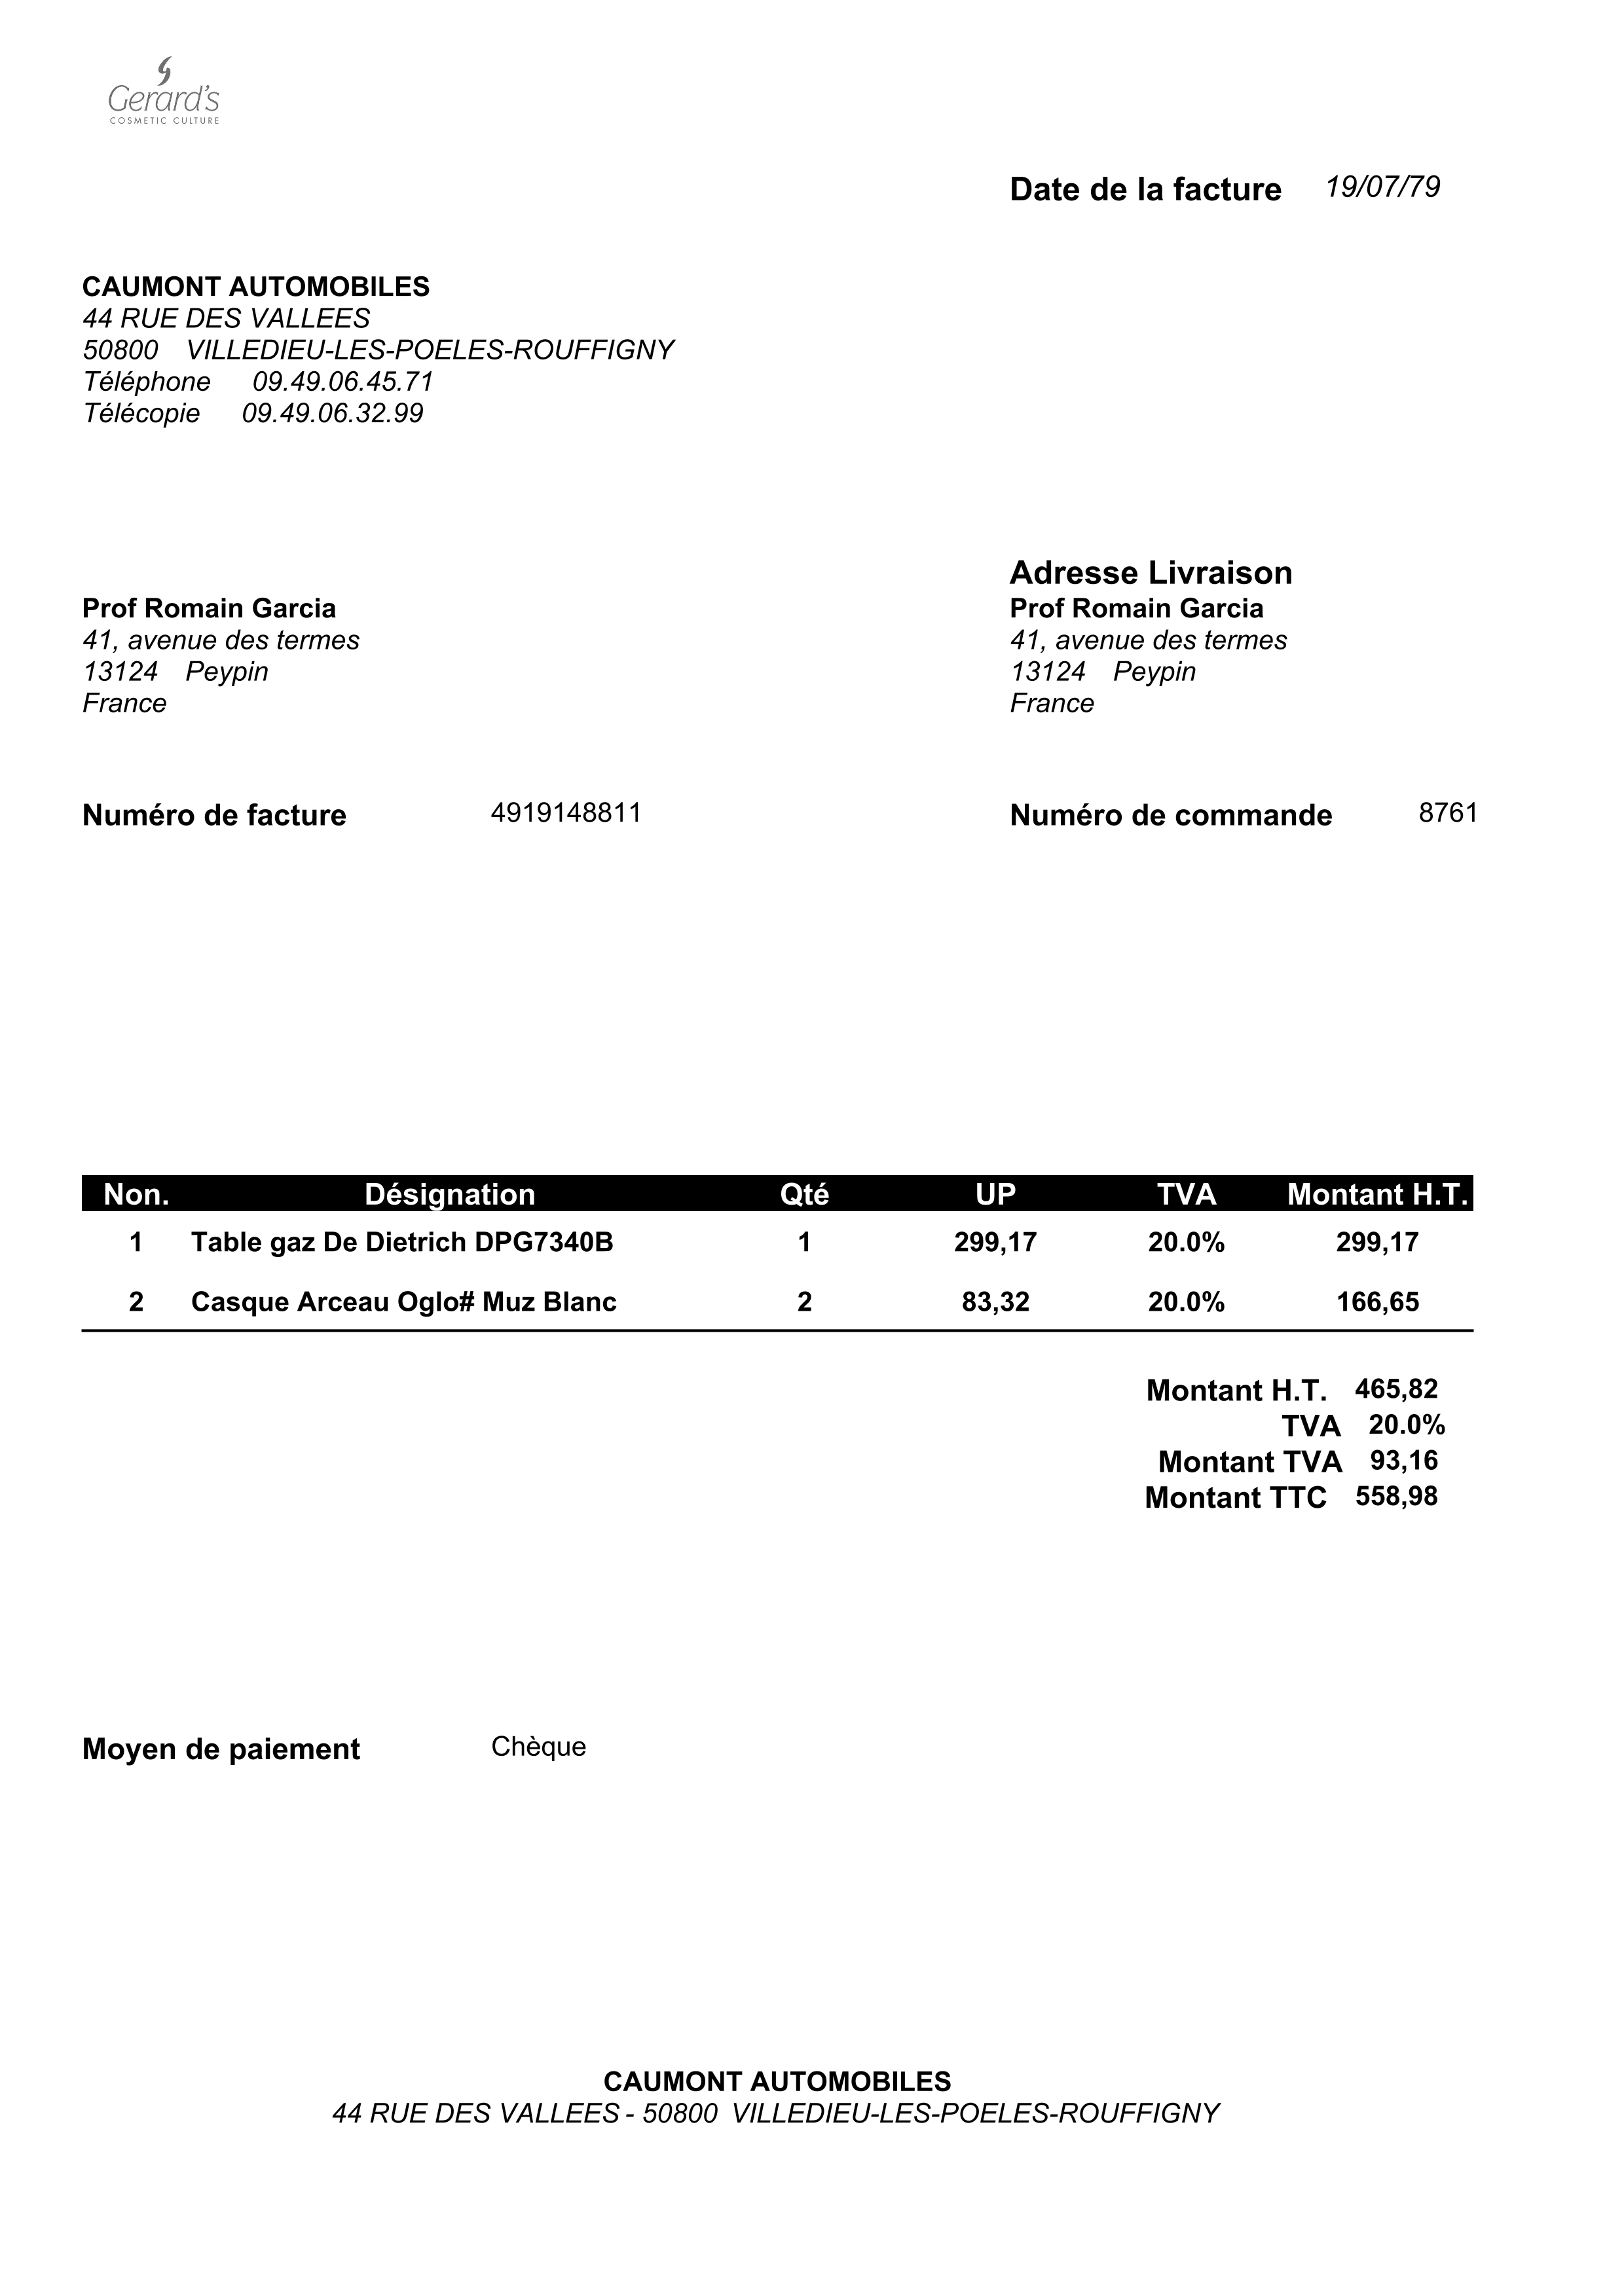 Gerard's
COSMETIC CULTURE
Date de la facture 19/07/79
CAUMONT AUTOMOBILES
44 RUE DES VALLEES
50800 VILLEDIEU-LES-POELES-ROUFFIGNY
Téléphone 09.49.06.45.71
Télécopie 09.49.06.32.99
Adresse Livraison
Prof Romain Garcia Prof Romain Garcia
41, avenue des termes 41, avenue des termes
13124 Peypin 13124 Peypin
France France
Numéro de facture 4919148811 Numéro de commande 8761
Non. Désignation Qté UP TVA Montant H.T.
1 Table gaz De Dietrich DPG7340B 1 299,17 20.0% 299,17
2 Casque Arceau Oglo# Muz Blanc 2 83,32 20.0% 166,65
Montant H.T. 465,82
TVA 20.0%
Montant TVA 93,16
Montant TTC 558,98
Moyen de paiement Chèque
CAUMONT AUTOMOBILES
44 RUE DES VALLEES - 50800 VILLEDIEU-LES-POELES-ROUFFIGNY